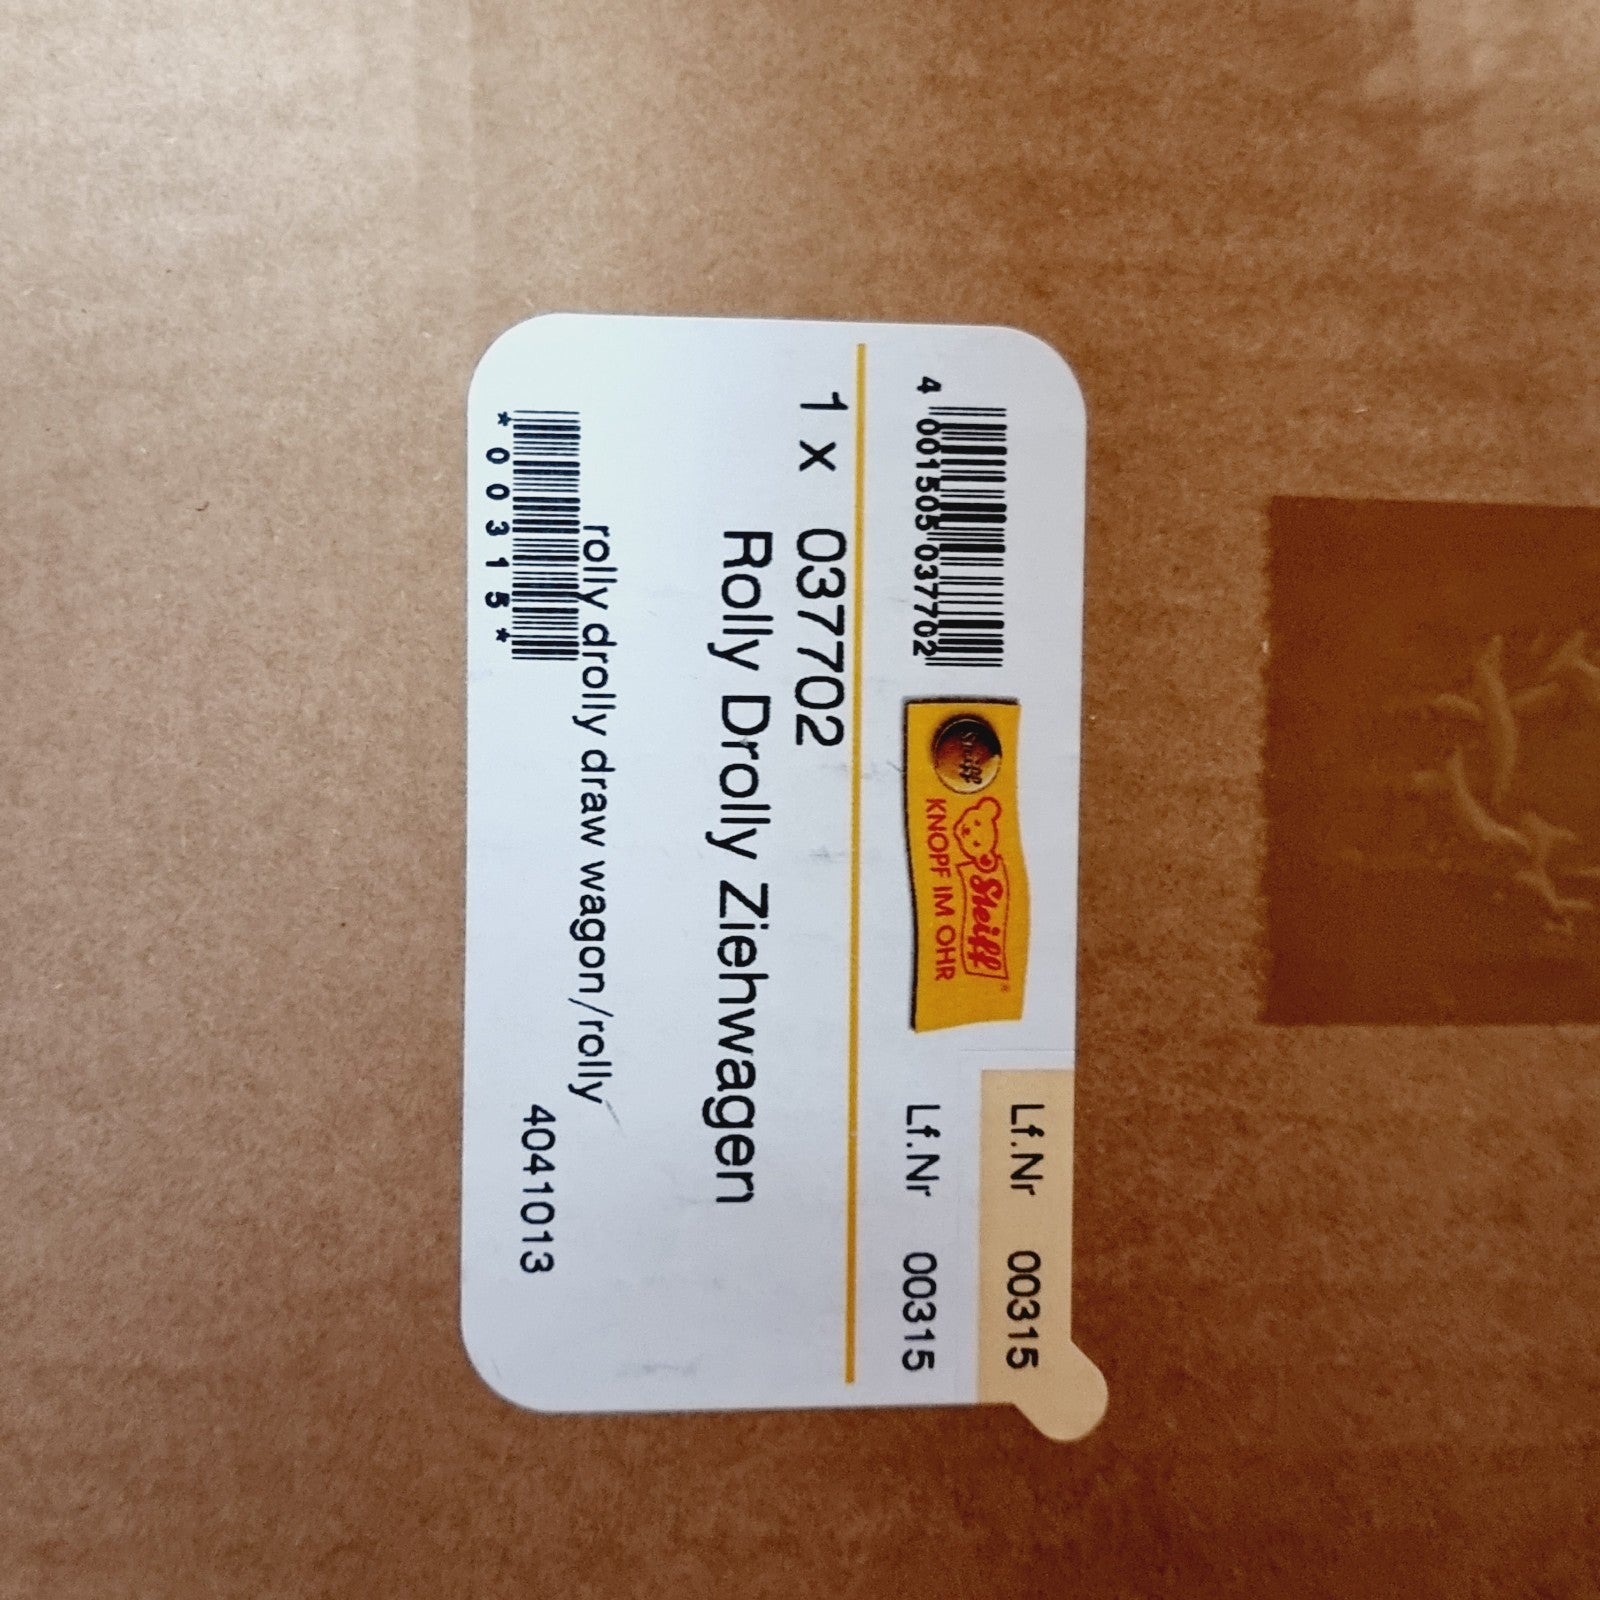 4 001505 037702
Steiff
Steiff®
KNOPF IM OHR
Lf.Nr 00315
Lf.Nr 00315
1 x 037702
Rolly Drolly Ziehwagen
rolly drolly draw wagon/rolly
*00315*
4041013